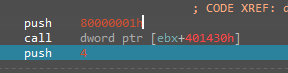 ; CODE XREF: d
push 80000001h
call dword ptr [ebx+401430h]
push 4